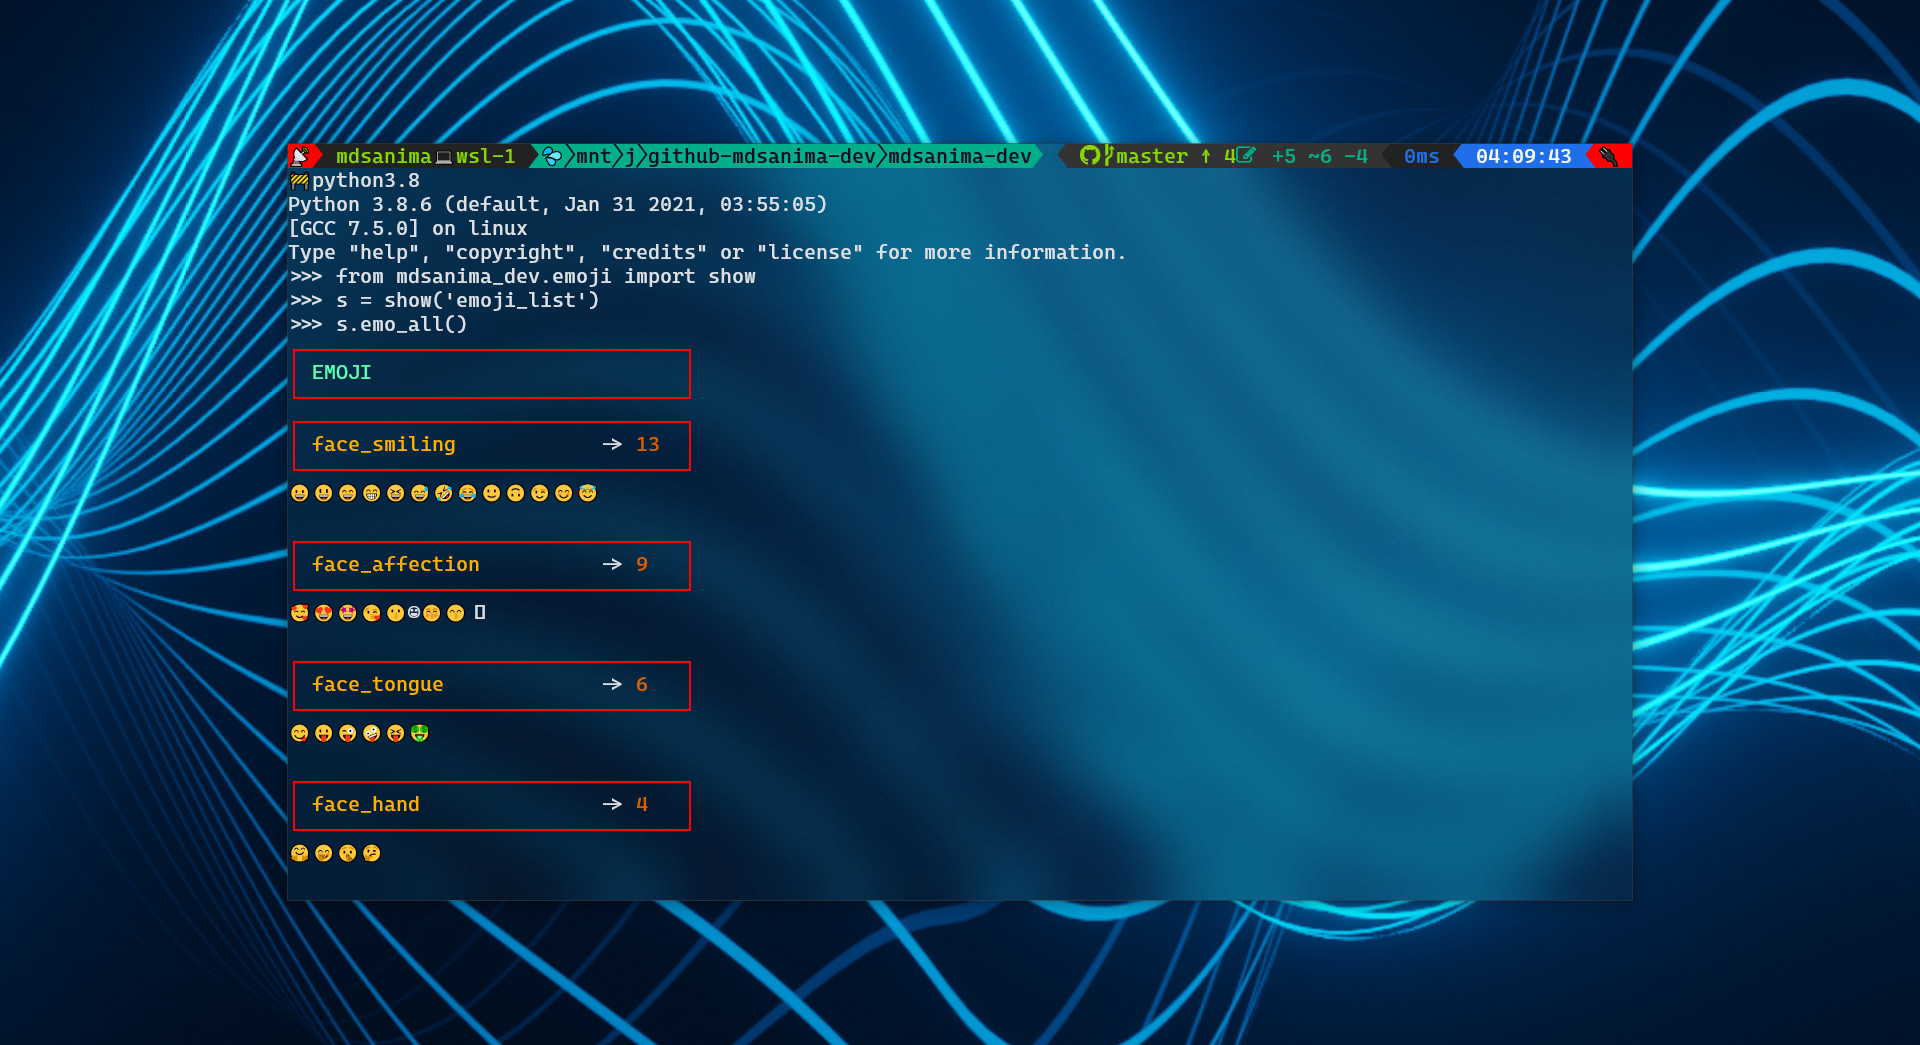 mdsanima💻wsl-1 💦 mnt j github-mdsanima-dev mdsanima-dev master ↑ 4 +5 ~6 -4 0ms 04:09:43
🚧python3.8
Python 3.8.6 (default, Jan 31 2021, 03:55:05)
[GCC 7.5.0] on linux
Type "help", "copyright", "credits" or "license" for more information.
>>> from mdsanima_dev.emoji import show
>>> s = show('emoji_list')
>>> s.emo_all()
EMOJI
face_smiling → 13
😀😃😄😁😆😅🤣😂🙂🙃😉😊😇
face_affection → 9
🥰😍🤩😘😗☺😚😙
face_tongue → 6
😋😛😜🤪😝🤑
face_hand → 4
🤗🤭🤫🤔